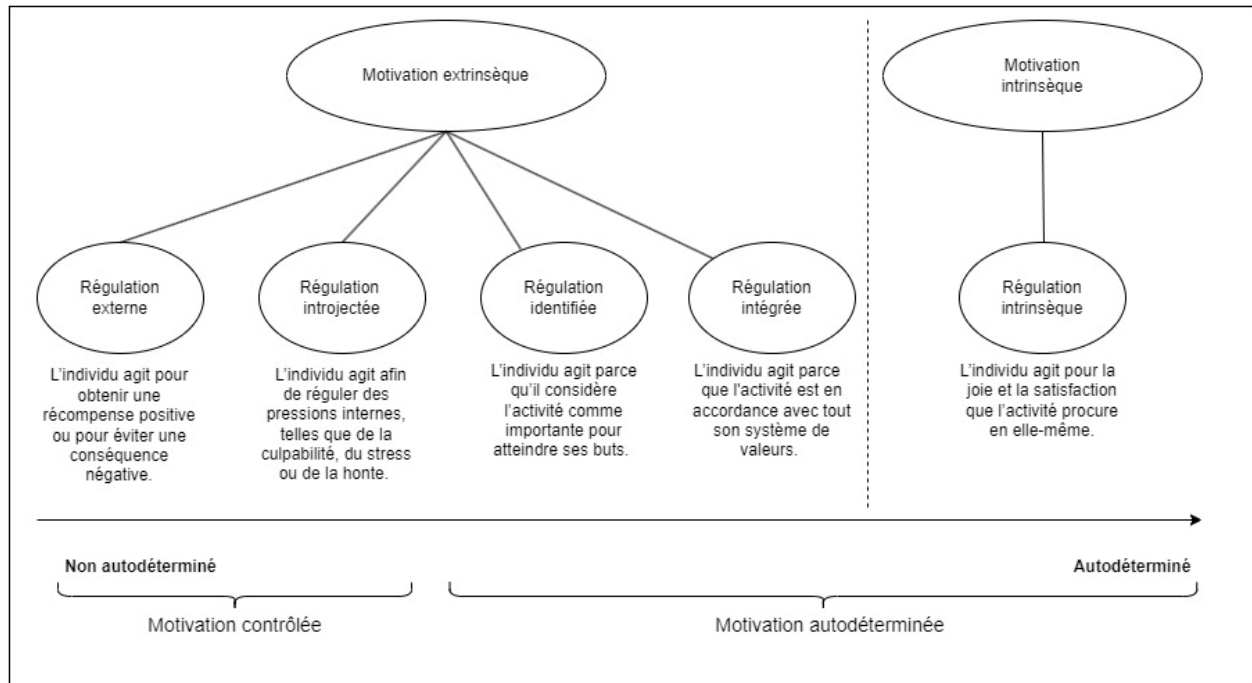 Motivation extrinsèque
Motivation
intrinsèque
Régulation
externe
Régulation
introjectée
Régulation
identifiée
Régulation
intégrée
Régulation
intrinsèque
L'individu agit pour
obtenir une
récompense positive
ou pour éviter une
conséquence
négative.
L'individu agit afin
de réguler des
pressions internes,
telles que de la
culpabilité, du stress
ou de la honte.
L'individu agit parce
qu'il considère
l'activité comme
importante pour
atteindre ses buts.
L'individu agit parce
que l'activité est en
accordance avec tout
son système de
valeurs.
L'individu agit pour la
joie et la satisfaction
que l'activité procure
en elle-même.
Non autodéterminé
Autodéterminé
Motivation contrôlée
Motivation autodéterminée